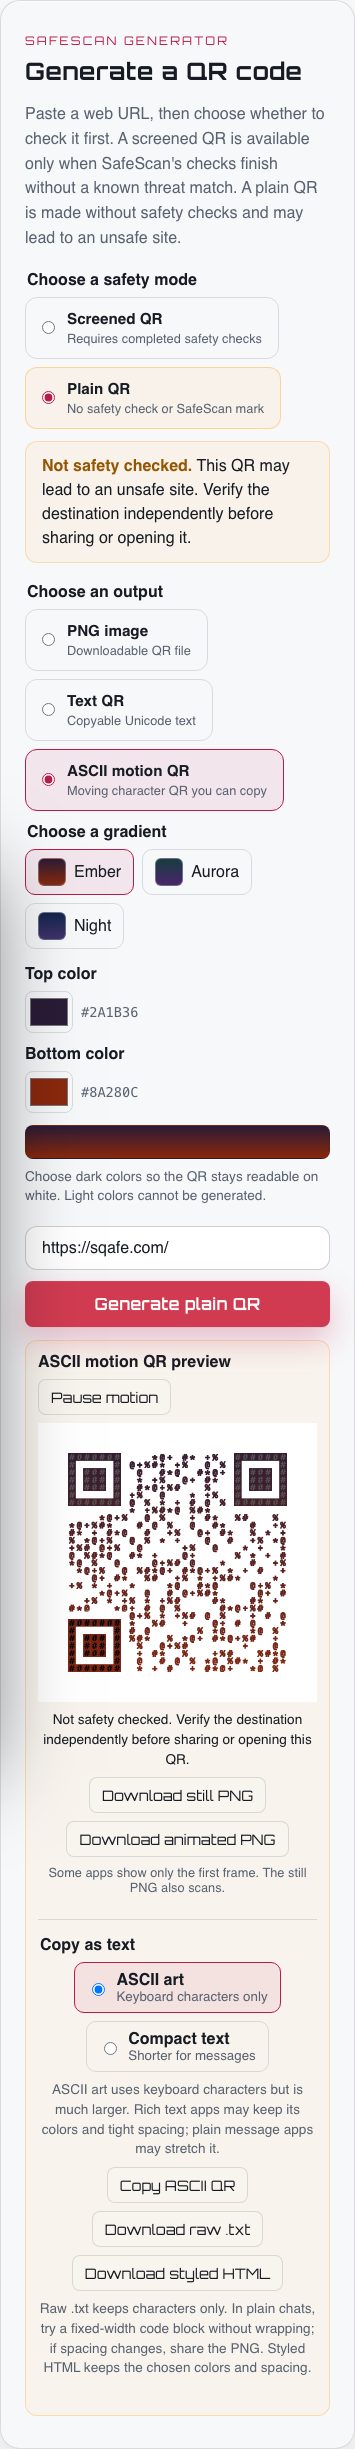 SAFESCAN GENERATOR
Generate a QR code
Paste a web URL, then choose whether to
check it first. A screened QR is available
only when SafeScan's checks finish
without a known threat match. A plain QR
is made without safety checks and may
lead to an unsafe site.
Choose a safety mode
Screened QR
Requires completed safety checks
Plain QR
No safety check or SafeScan mark
Not safety checked. This QR may
lead to an unsafe site. Verify the
destination independently before
sharing or opening it.
Choose an output
PNG image
Downloadable QR file
Text QR
Copyable Unicode text
ASCII motion QR
Moving character QR you can copy
Choose a gradient
Ember
Aurora
Night
Top color
#2A1B36
Bottom color
#8A280C
Choose dark colors so the QR stays readable on
white. Light colors cannot be generated.
https://sqafe.com/
Generate plain QR
ASCII motion QR preview
Pause motion
Not safety checked. Verify the destination
independently before sharing or opening this
QR.
Download still PNG
Download animated PNG
Some apps show only the first frame. The still
PNG also scans.
Copy as text
ASCII art
Keyboard characters only
Compact text
Shorter for messages
ASCII art uses keyboard characters but is
much larger. Rich text apps may keep its
colors and tight spacing; plain message apps
may stretch it.
Copy ASCII QR
Download raw .txt
Download styled HTML
Raw .txt keeps characters only. In plain chats,
try a fixed-width code block without wrapping;
if spacing changes, share the PNG. Styled
HTML keeps the chosen colors and spacing.